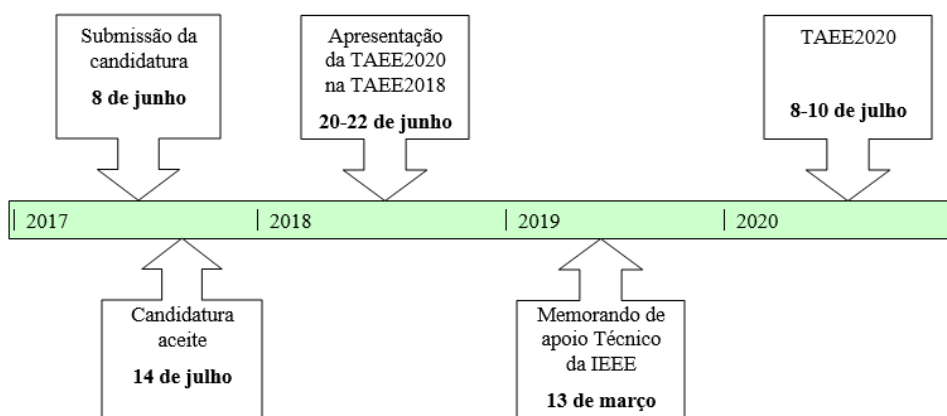 Submissão da
candidatura
8 de junho
Apresentação
da TAEE2020
na TAEE2018
20-22 de junho
TAEE2020
8-10 de julho
2017
2018
2019
2020
Candidatura
aceite
14 de julho
Memorando de
apoio Técnico
da IEEE
13 de março